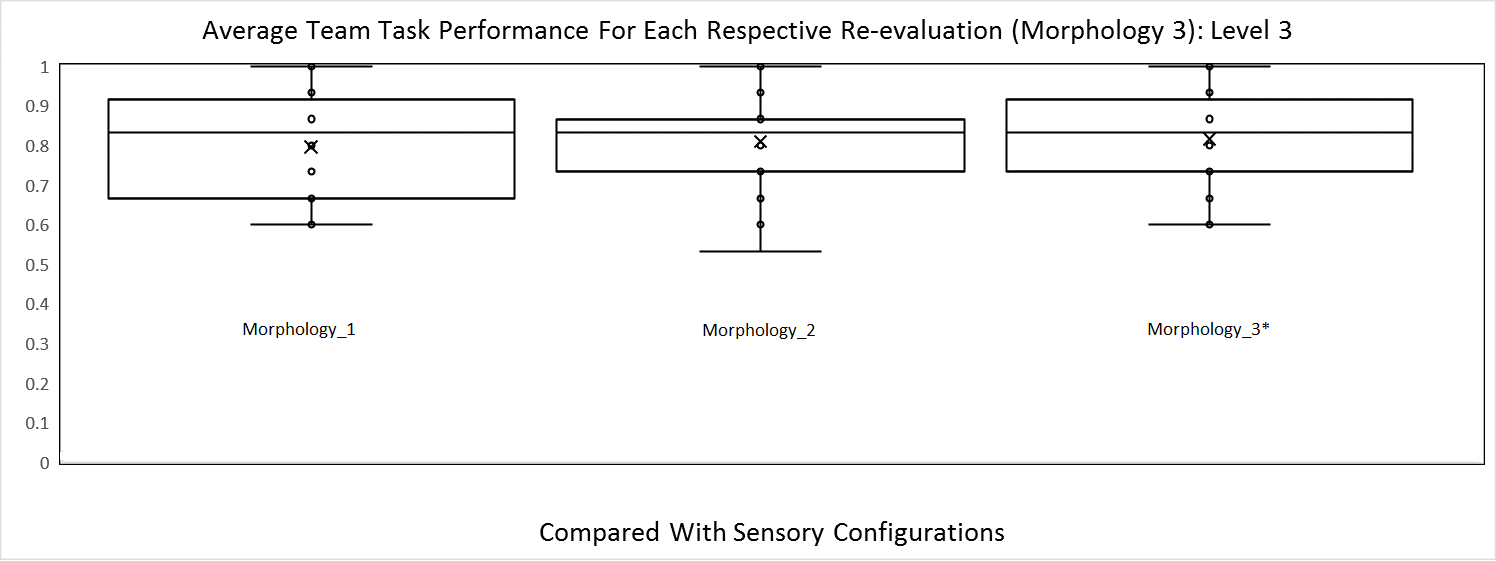 Average Team Task Performance For Each Respective Re-evaluation (Morphology 3): Level 3
1
0.9
0.8
0.7
0.6
0.5
0.4
0.3
0.2
0.1
0
Morphology_1
Morphology_2
Morphology_3*
Compared With Sensory Configurations